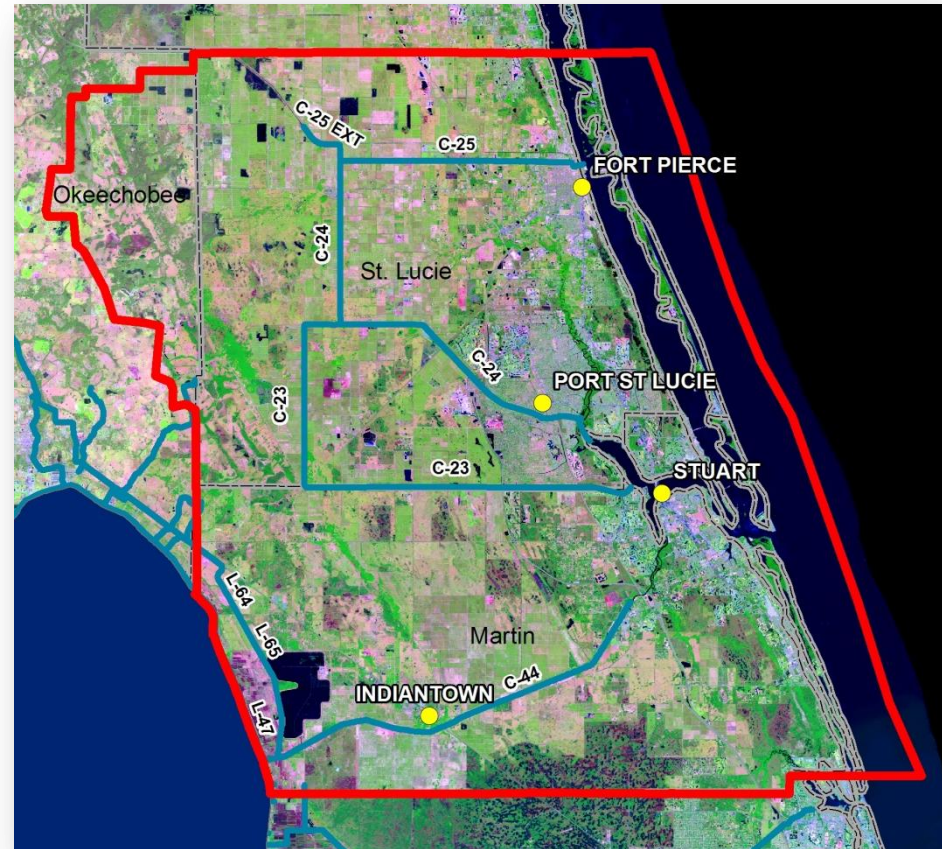 C-25 EXT
C-25
FORT PIERCE
Okeechobee
C-24
St. Lucie
C-24
PORT ST LUCIE
C-23
C-23
STUART
L-64
L-65
Martin
INDIANTOWN
C-44
L-47